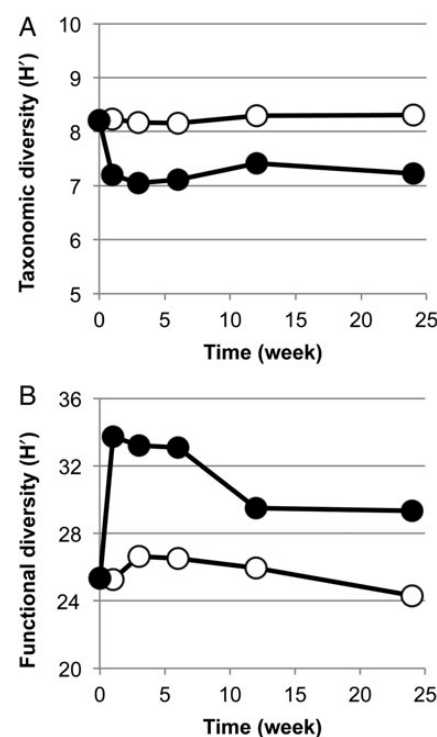 A
Taxonomic diversity (H′)
10
9
8
7
6
5
0 5 10 15 20 25
Time (week)
B
Functional diversity (H′)
36
32
28
24
20
0 5 10 15 20 25
Time (week)